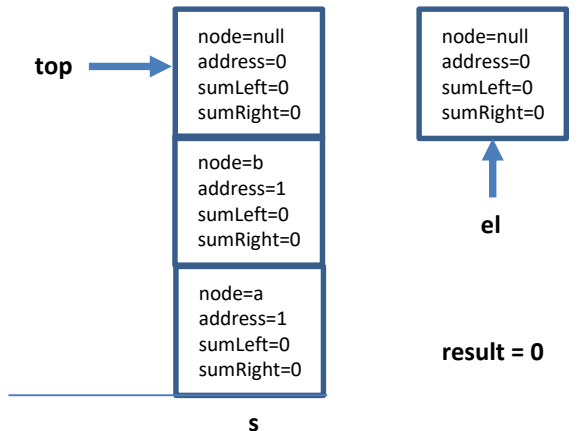 top
node=null
address=0
sumLeft=0
sumRight=0
node=b
address=1
sumLeft=0
sumRight=0
node=a
address=1
sumLeft=0
sumRight=0
s
node=null
address=0
sumLeft=0
sumRight=0
el
result = 0